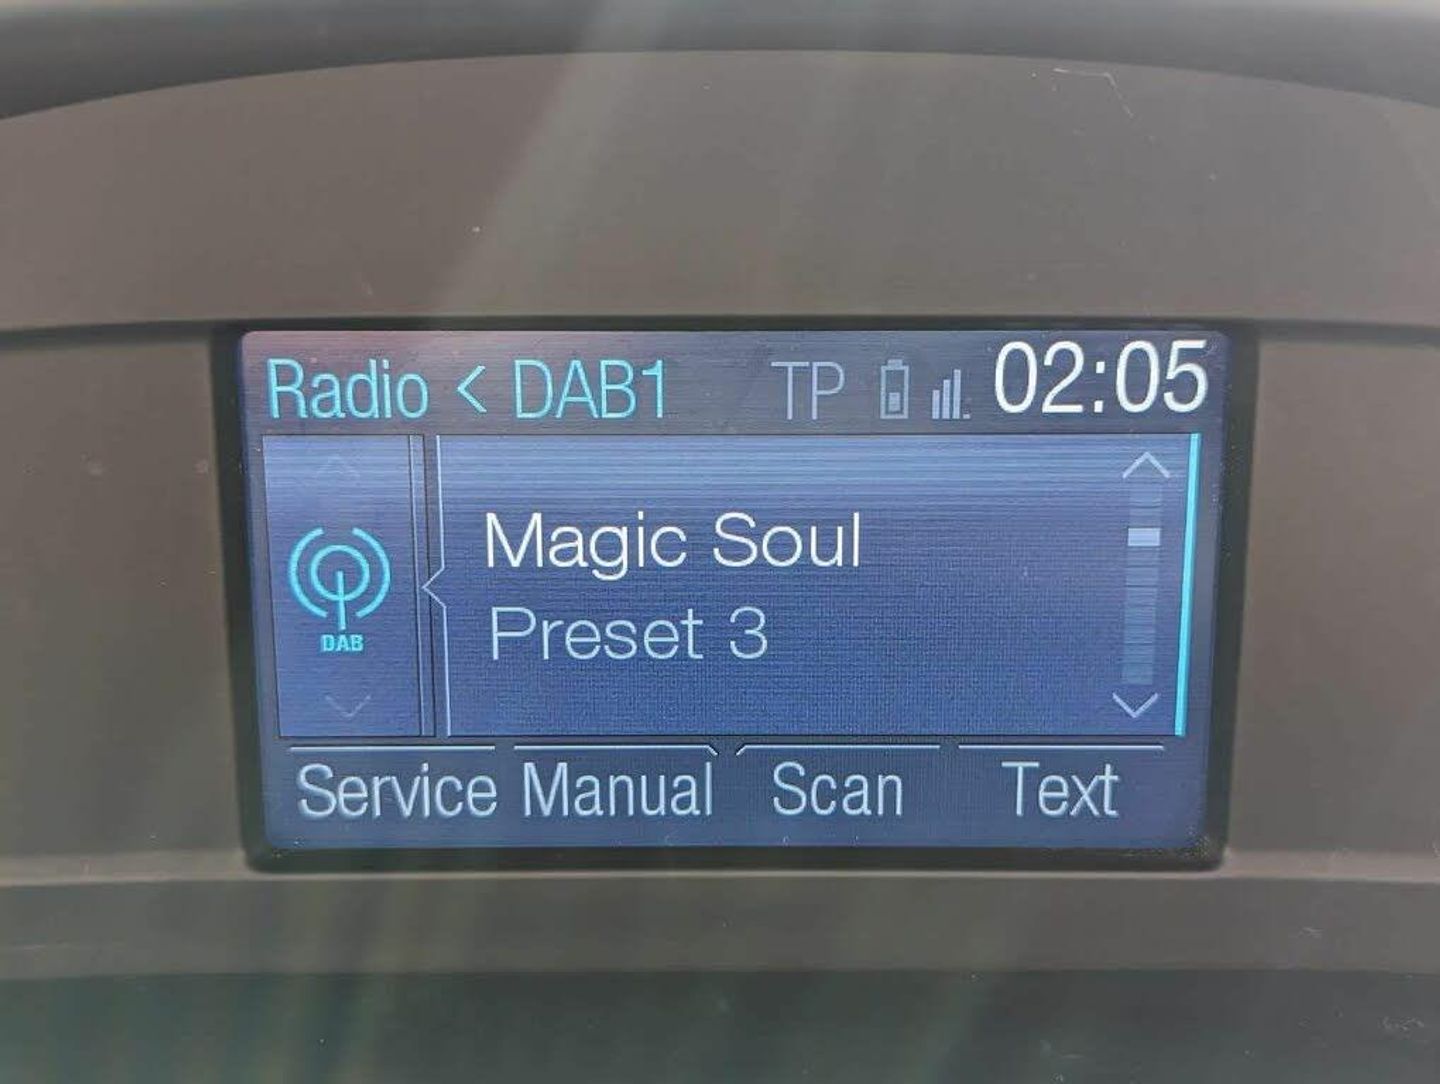 Radio < DAB1 TP 02:05
DAB
Magic Soul
Preset 3
Service Manual Scan Text